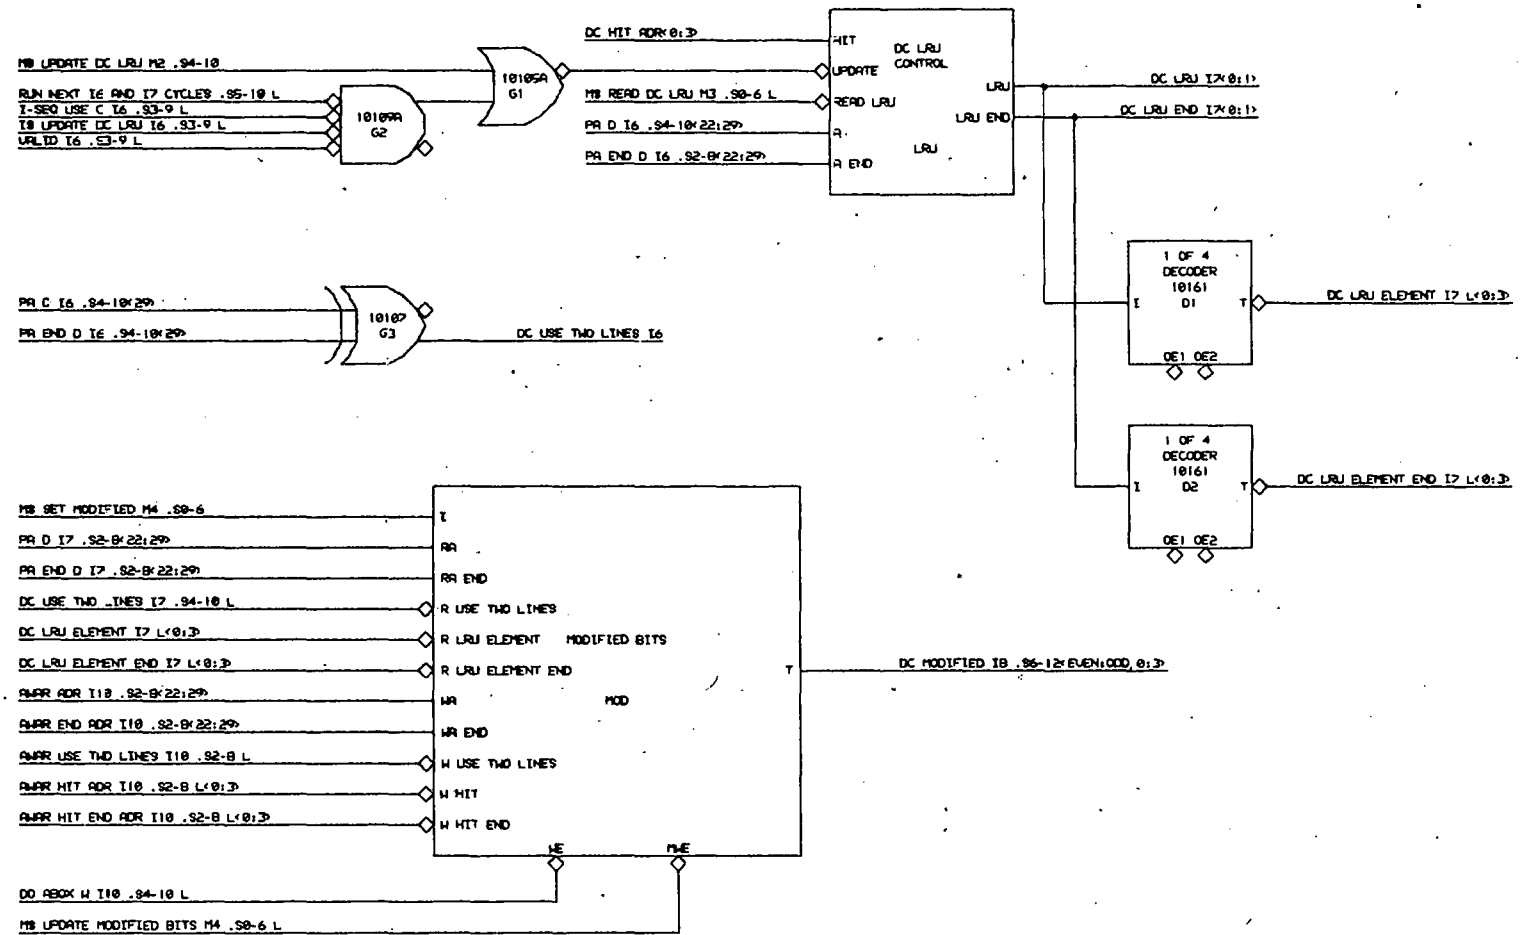 DC HIT ADR<0:3>
M$ UPDATE DC LRU M2 .S4-10
RUN NEXT I6 AND I7 CYCLES .S5-10 L
I-SEQ USE C I6 .S3-9 L
I$ UPDATE DC LRU I6 .S3-9 L
VALID I6 .S3-9 L
10109A
G2
10105A
G1
M$ READ DC LRU M3 .S0-6 L
PA D I6 .S4-10<22:29>
PA END D I6 .S2-8<22:29>
HIT
UPDATE
READ LRU
A
A END
DC LRU
CONTROL
LRU
LRU END
LRU
DC LRU I7<0:1>
DC LRU END I7<0:1>
1 OF 4
DECODER
10161
D1
I
T
OE1 OE2
DC LRU ELEMENT I7 L<0:3>
PA C I6 .S4-10<29>
PA END D I6 .S4-10<29>
10107
G3
DC USE TWO LINES I6
1 OF 4
DECODER
10161
D2
I
T
OE1 OE2
DC LRU ELEMENT END I7 L<0:3>
M$ SET MODIFIED M4 .S0-6
PA D I7 .S2-8<22:29>
PA END D I7 .S2-8<22:29>
DC USE TWO LINES I7 .S4-10 L
DC LRU ELEMENT I7 L<0:3>
DC LRU ELEMENT END I7 L<0:3>
AWAR ADR I10 .S2-8<22:29>
AWAR END ADR I10 .S2-8<22:29>
AWAR USE TWO LINES I10 .S2-8 L
AWAR HIT ADR I10 .S2-8 L<0:3>
AWAR HIT END ADR I10 .S2-8 L<0:3>
I
RA
RA END
R USE TWO LINES
R LRU ELEMENT
R LRU ELEMENT END
WA
WA END
W USE TWO LINES
W HIT
W HIT END
MODIFIED BITS
MOD
T
WE
MWE
DC MODIFIED I8 .S6-12<EVEN:ODD,0:3>
DO ABOX W I10 .S4-10 L
M$ UPDATE MODIFIED BITS M4 .S0-6 L